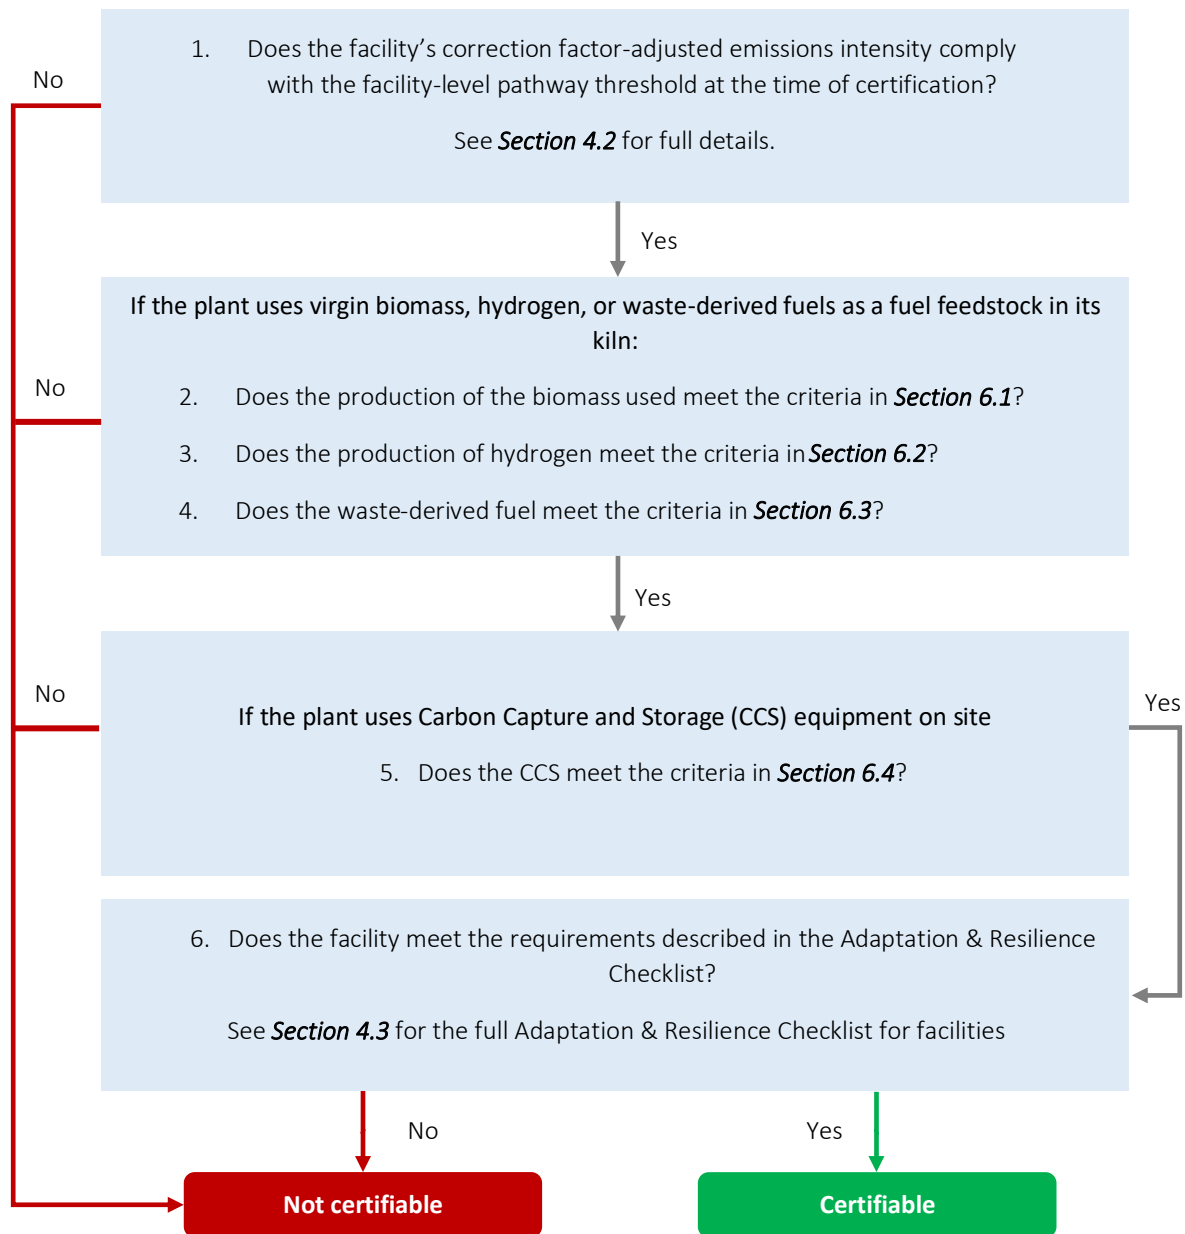 1. Does the facility’s correction factor-adjusted emissions intensity comply
with the facility-level pathway threshold at the time of certification?
No
See Section 4.2 for full details.
Yes
If the plant uses virgin biomass, hydrogen, or waste-derived fuels as a fuel feedstock in its
kiln:
No
2. Does the production of the biomass used meet the criteria in Section 6.1?
3. Does the production of hydrogen meet the criteria in Section 6.2?
4. Does the waste-derived fuel meet the criteria in Section 6.3?
Yes
No
Yes
If the plant uses Carbon Capture and Storage (CCS) equipment on site
5. Does the CCS meet the criteria in Section 6.4?
6. Does the facility meet the requirements described in the Adaptation & Resilience
Checklist?
See Section 4.3 for the full Adaptation & Resilience Checklist for facilities
No
Yes
Not certifiable
Certifiable